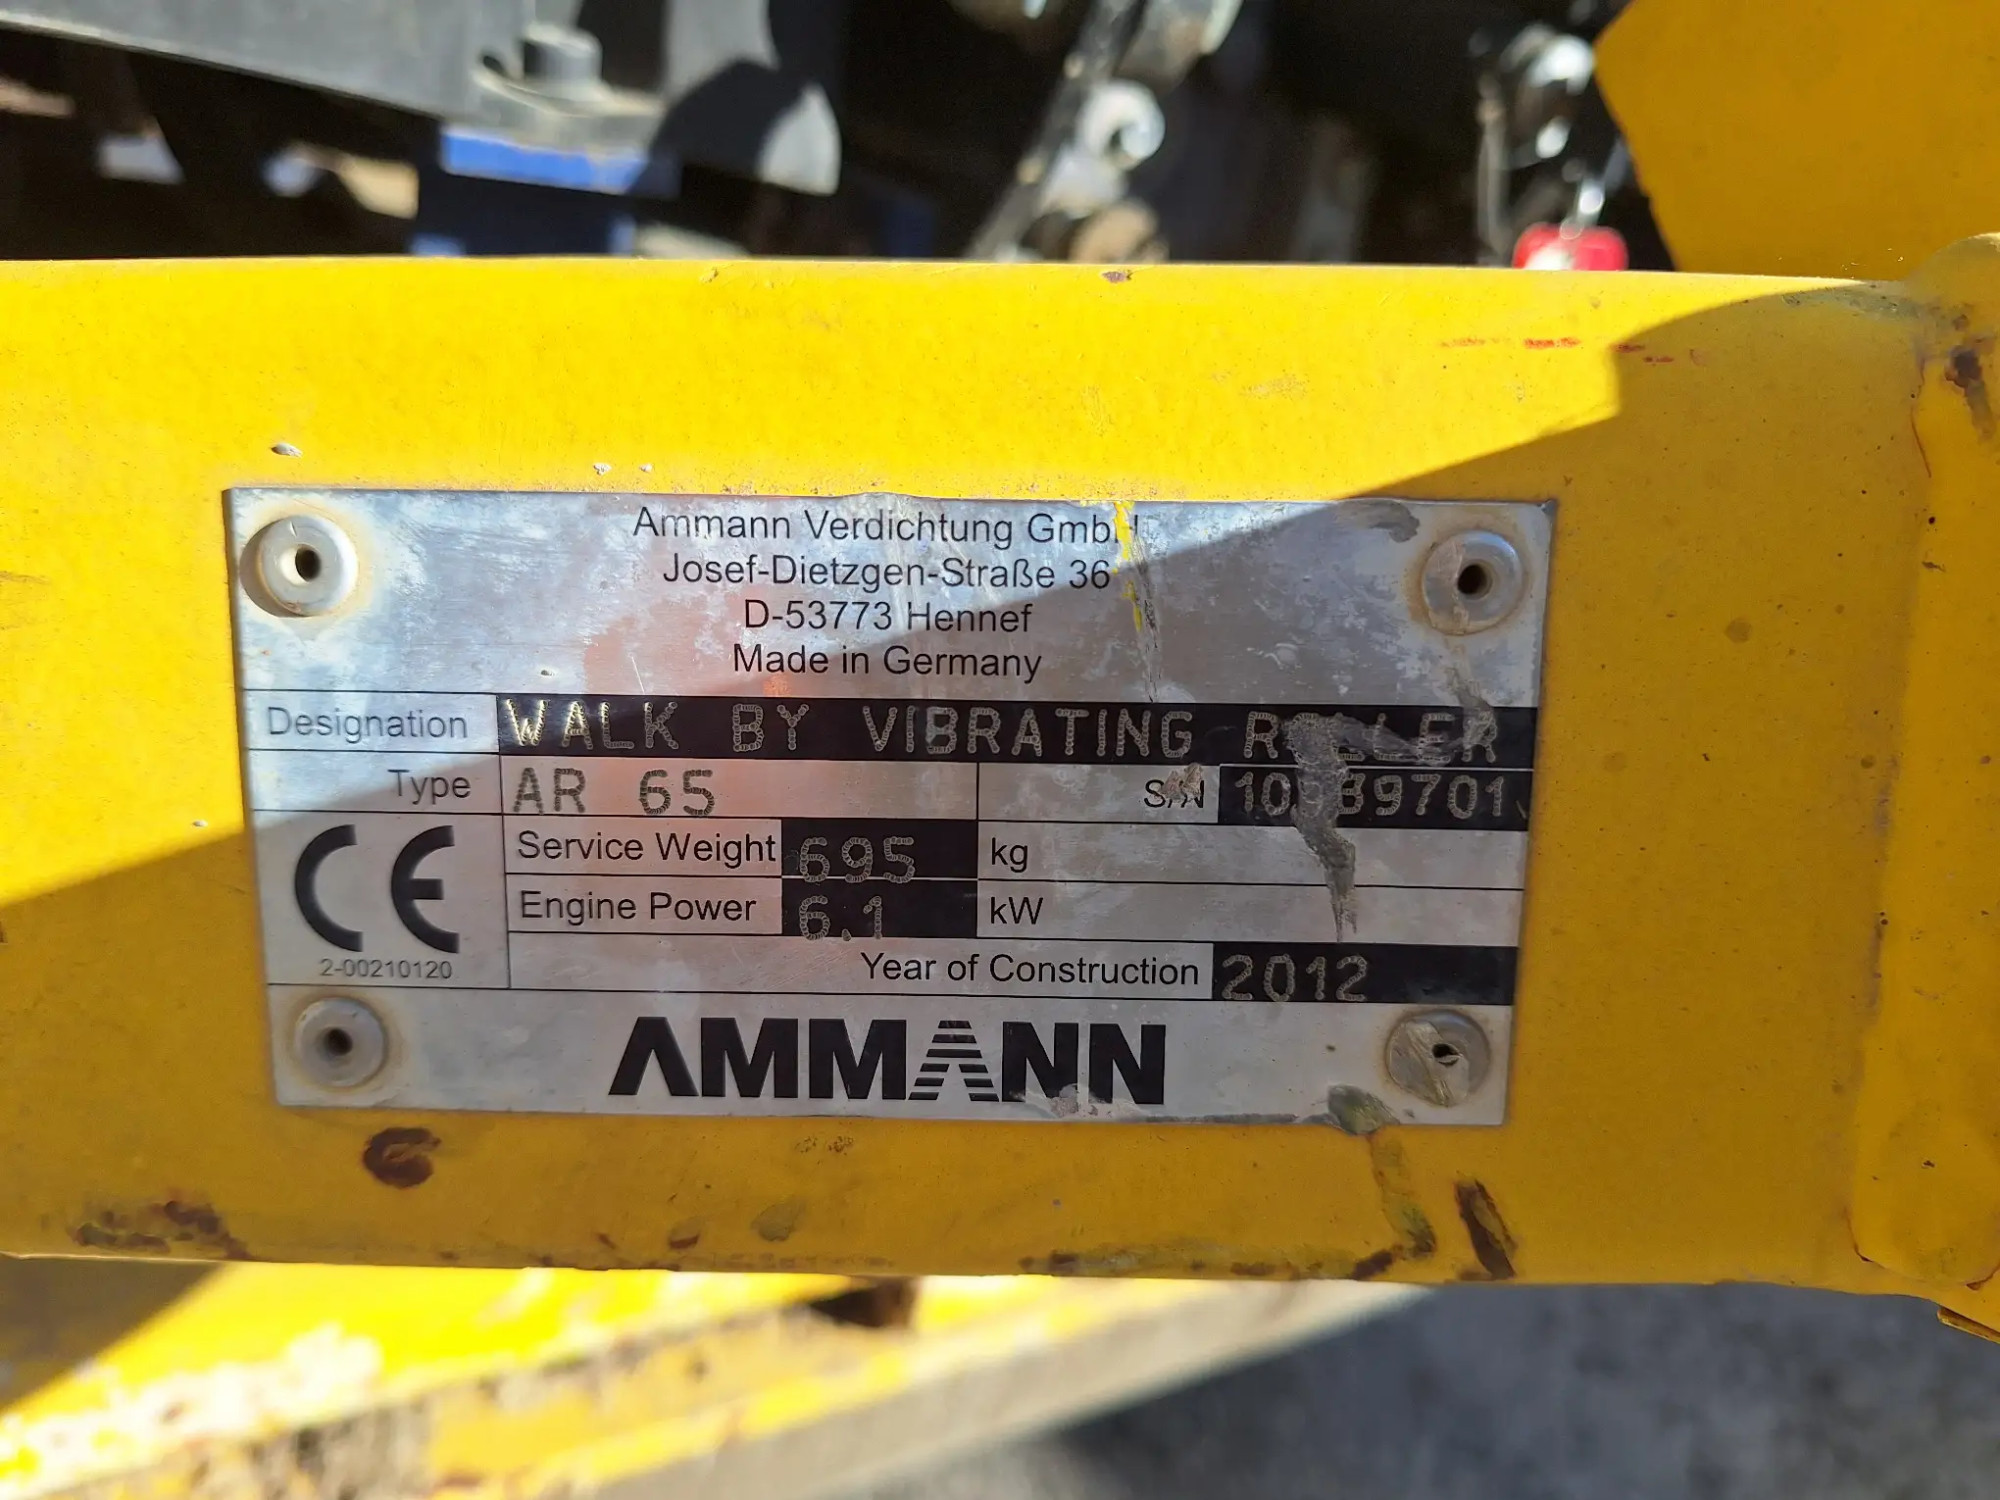 Ammann Verdichtung GmbH
Josef-Dietzgen-Straße 36
D-53773 Hennef
Made in Germany
Designation WALK BY VIBRATING ROLLER
Type AR 65 S/N
CE Service Weight 695 kg
Engine Power 6.1 kW
2-00210120
Year of Construction 2012
AMMANN